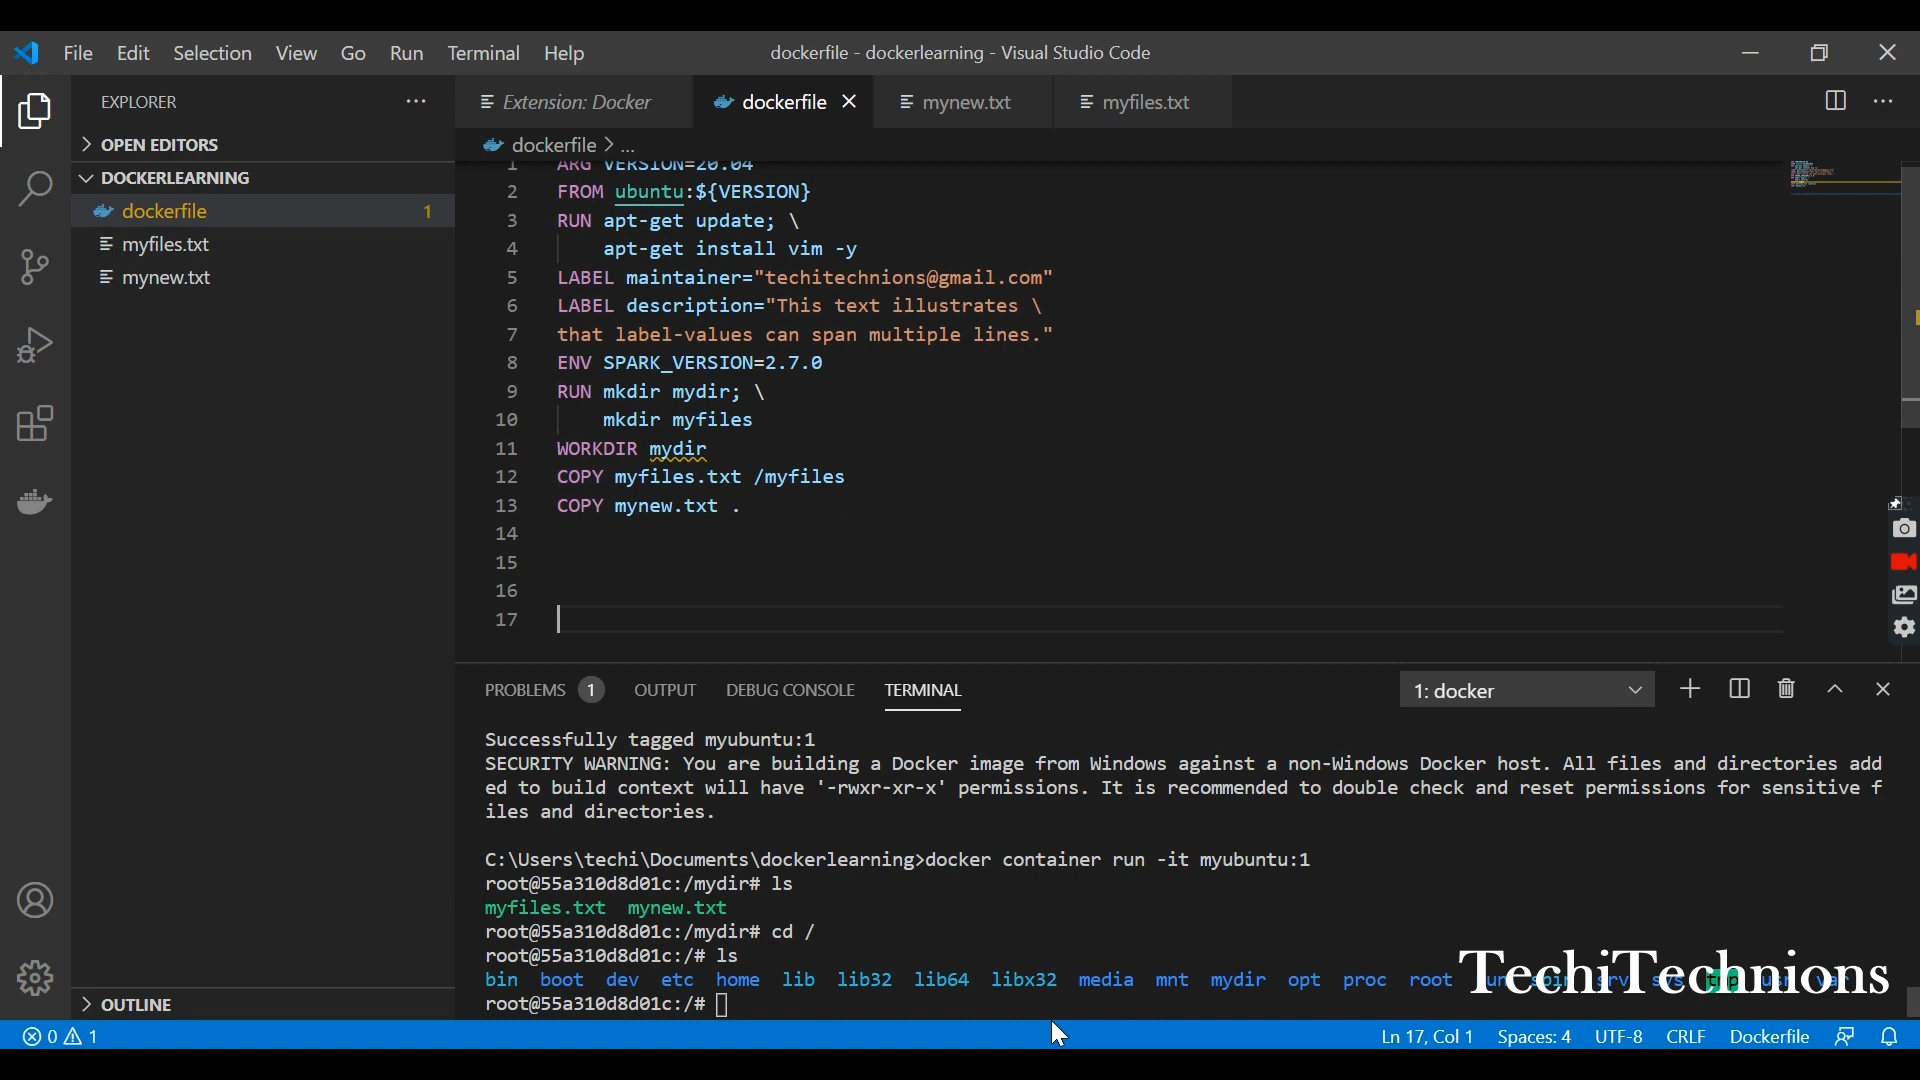 File Edit Selection View Go Run Terminal Help
dockerfile - dockerlearning - Visual Studio Code
EXPLORER
OPEN EDITORS
DOCKERLEARNING
dockerfile 1
myfiles.txt
mynew.txt
OUTLINE
Extension: Docker dockerfile mynew.txt myfiles.txt
dockerfile > ...
1 ARG VERSION=20.04
2 FROM ubuntu:${VERSION}
3 RUN apt-get update; \
4 apt-get install vim -y
5 LABEL maintainer="techitechnions@gmail.com"
6 LABEL description="This text illustrates \
7 that label-values can span multiple lines."
8 ENV SPARK_VERSION=2.7.0
9 RUN mkdir mydir; \
10 mkdir myfiles
11 WORKDIR mydir
12 COPY myfiles.txt /myfiles
13 COPY mynew.txt .
14
15
16
17
PROBLEMS 1 OUTPUT DEBUG CONSOLE TERMINAL 1: docker
Successfully tagged myubuntu:1
SECURITY WARNING: You are building a Docker image from Windows against a non-Windows Docker host. All files and directories add
ed to build context will have '-rwxr-xr-x' permissions. It is recommended to double check and reset permissions for sensitive f
iles and directories.
C:\Users\techi\Documents\dockerlearning>docker container run -it myubuntu:1
root@55a310d8d01c:/mydir# ls
myfiles.txt mynew.txt
root@55a310d8d01c:/mydir# cd /
root@55a310d8d01c:/# ls
bin boot dev etc home lib lib32 lib64 libx32 media mnt mydir opt proc root
root@55a310d8d01c:/#
TechiTechnions
0 1 Ln 17, Col 1 Spaces: 4 UTF-8 CRLF Dockerfile